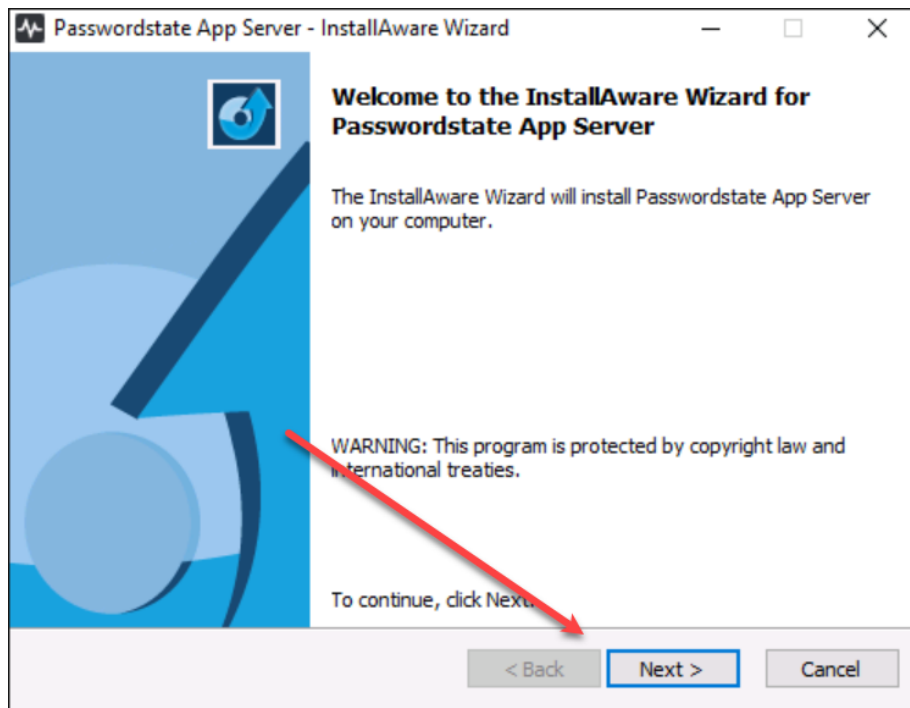 Passwordstate App Server - InstallAware Wizard
Welcome to the InstallAware Wizard for
Passwordstate App Server
The InstallAware Wizard will install Passwordstate App Server
on your computer.
WARNING: This program is protected by copyright law and
international treaties.
To continue, click Next.
< Back
Next >
Cancel